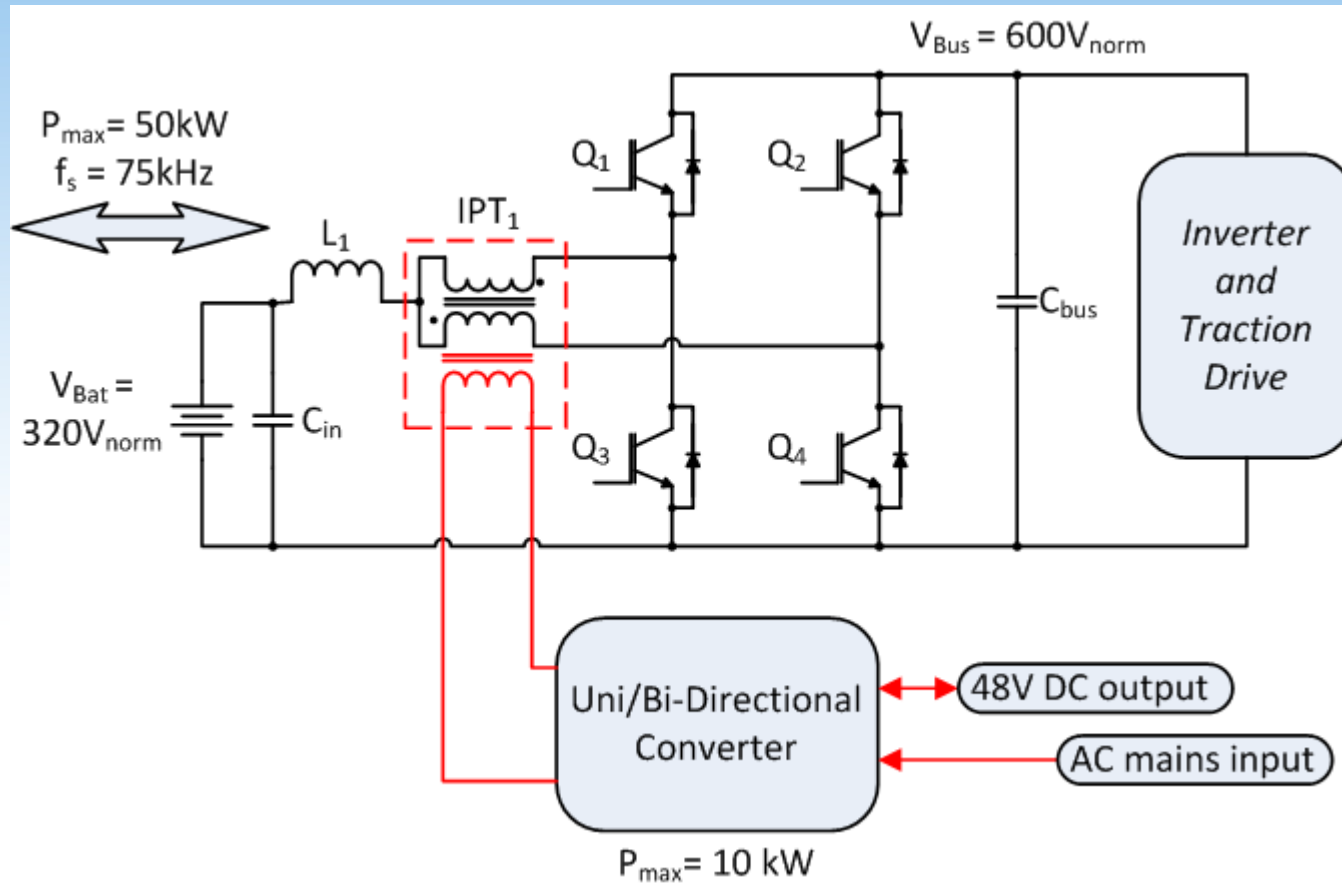 V_Bus = 600V_norm
P_max= 50kW
f_s = 75kHz
Q_1
Q_2
IPT_1
L_1
Inverter
and
Traction
Drive
C_bus
V_Bat =
320V_norm
C_in
Q_3
Q_4
Uni/Bi-Directional
Converter
48V DC output
AC mains input
P_max= 10 kW